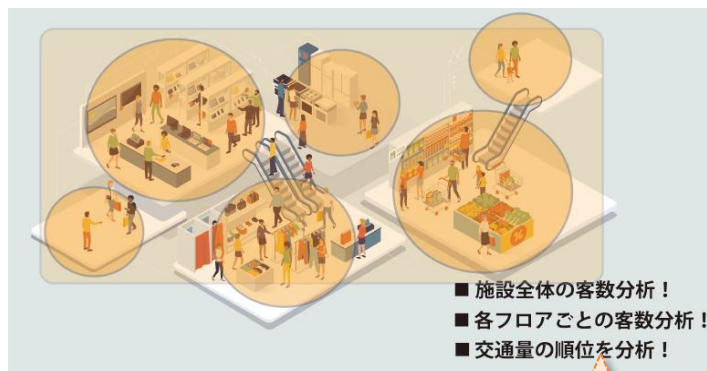 ■ 施設全体の客数分析！
■ 各フロアごとの客数分析！
■ 交通量の順位を分析！